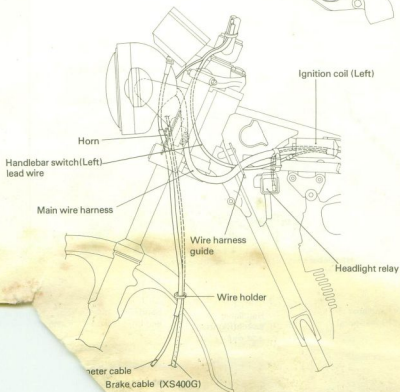 Ignition coil (Left)
Horn
Handlebar switch(Left)
lead wire
Main wire harness
Wire harness
guide
Headlight relay
Wire holder
meter cable
Brake cable (XS400G)